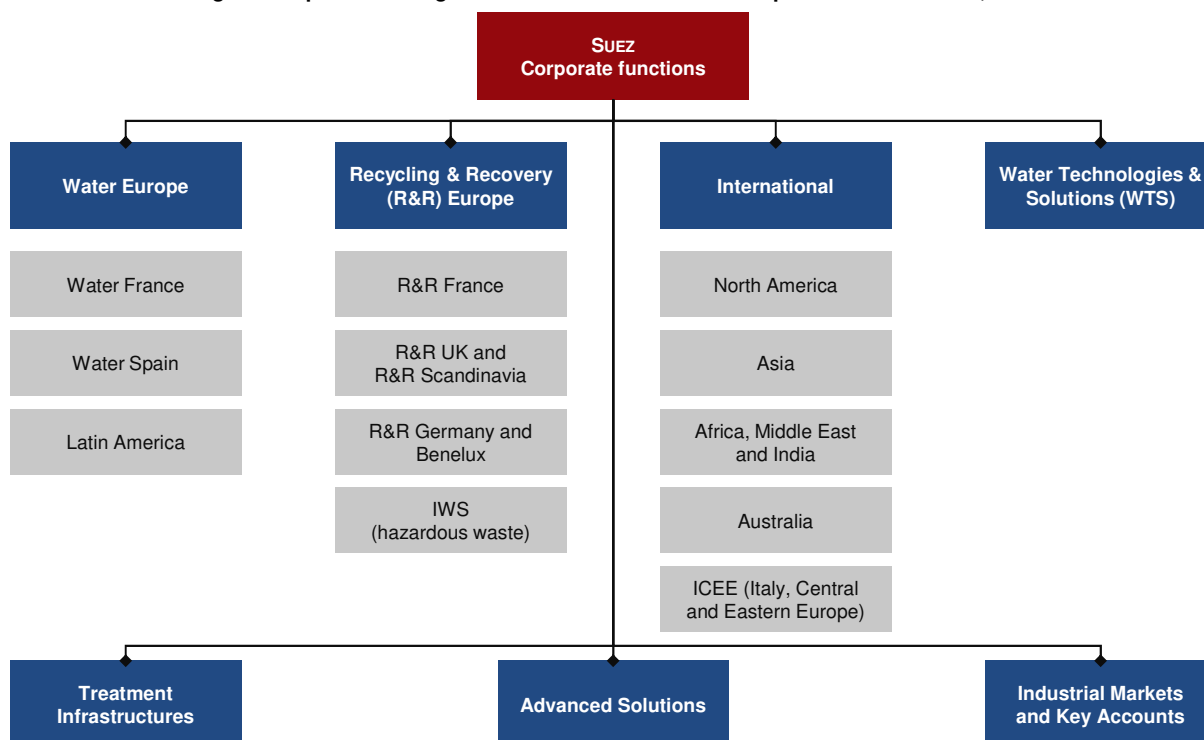 SUEZ
Corporate functions
Water Europe
Recycling & Recovery
(R&R) Europe
International
Water Technologies &
Solutions (WTS)
Water France
R&R France
North America
Water Spain
R&R UK and
R&R Scandinavia
Asia
Latin America
R&R Germany and
Benelux
Africa, Middle East
and India
IWS
(hazardous waste)
Australia
ICEE (Italy, Central
and Eastern Europe)
Treatment
Infrastructures
Advanced Solutions
Industrial Markets
and Key Accounts